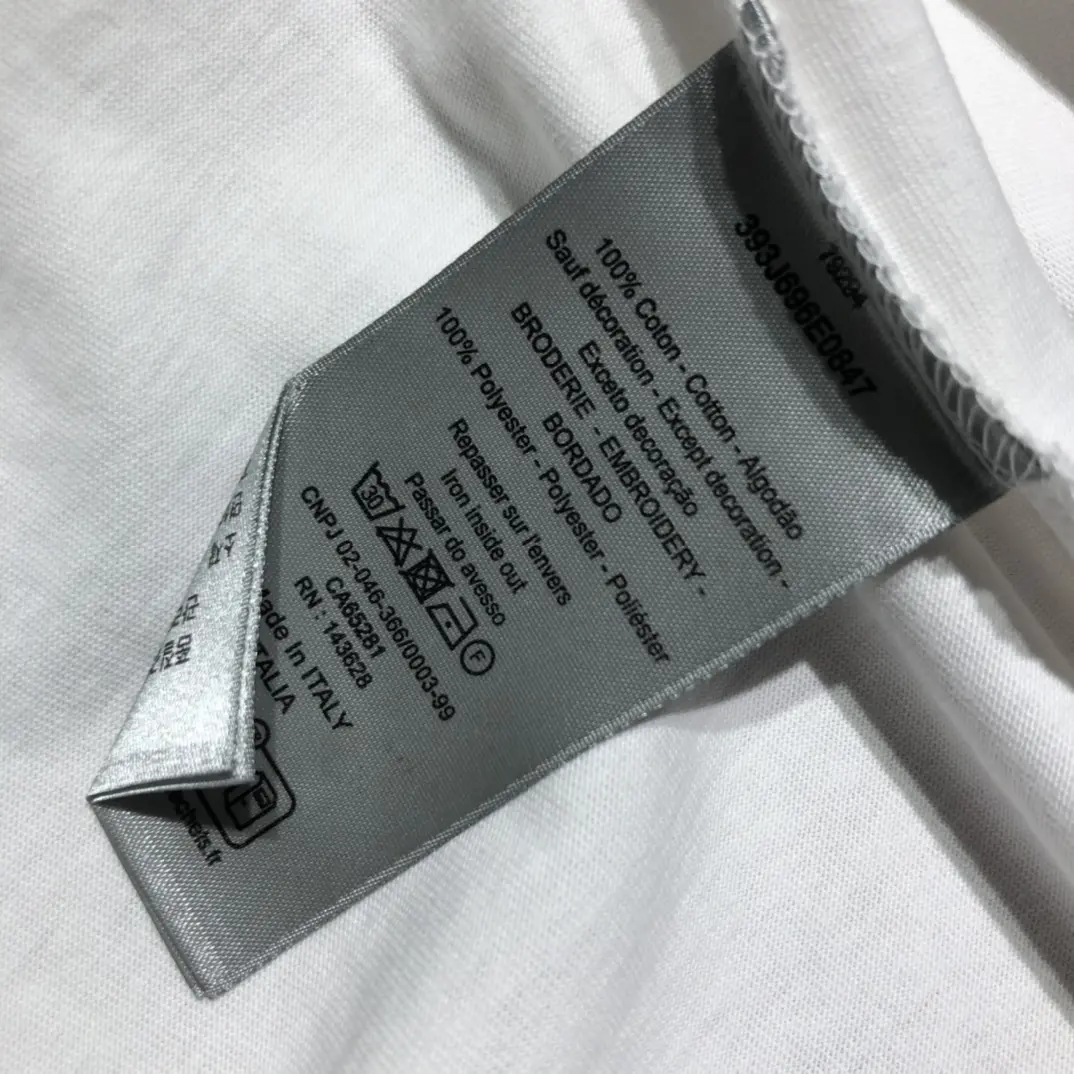 79294
393J696E0847
100% Coton - Cotton - Algodão
Sauf décoration - Except decoration -
Exceto decoração
BRODERIE - EMBROIDERY -
BORDADO
100% Polyester - Polyester - Poliéster
Repasser sur l'envers
Iron inside out
Passar do avesso
30
F
CNPJ 02-046-366/0003-99
CA65281
RN : 143628
Made In ITALY